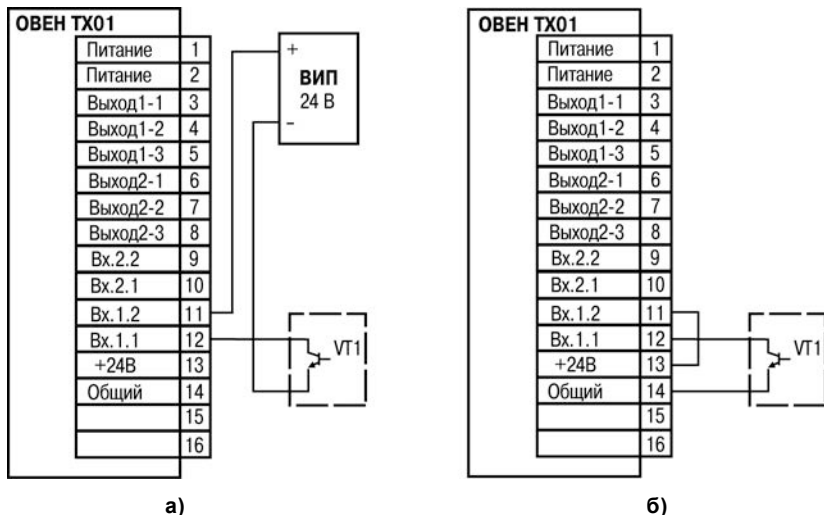 ОВЕН ТХ01
Питание 1
Питание 2
Выход1-1 3
Выход1-2 4
Выход1-3 5
Выход2-1 6
Выход2-2 7
Выход2-3 8
Вх.2.2 9
Вх.2.1 10
Вх.1.2 11
Вх.1.1 12
+24В 13
Общий 14
15
16
+
ВИП
24 В
-
VT1
а)
ОВЕН ТХ01
Питание 1
Питание 2
Выход1-1 3
Выход1-2 4
Выход1-3 5
Выход2-1 6
Выход2-2 7
Выход2-3 8
Вх.2.2 9
Вх.2.1 10
Вх.1.2 11
Вх.1.1 12
+24В 13
Общий 14
15
16
VT1
б)